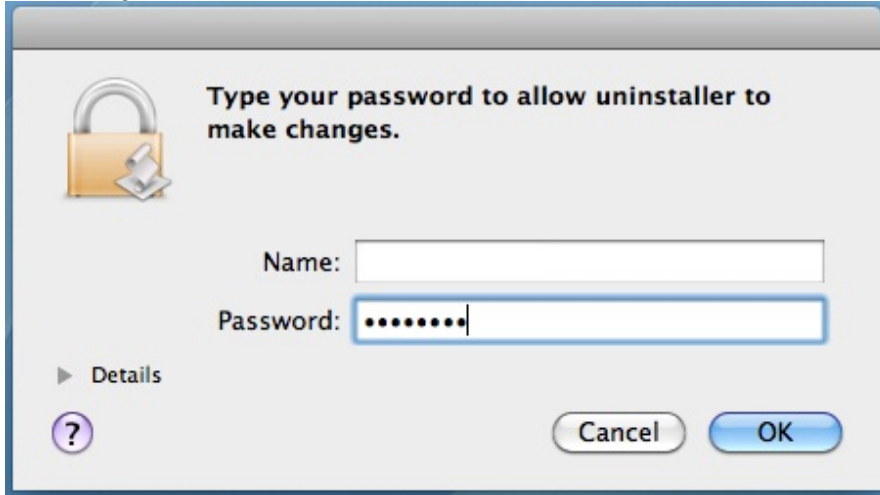 Type your password to allow uninstaller to
make changes.
Name:
Password: ••••••••
Details
? Cancel OK